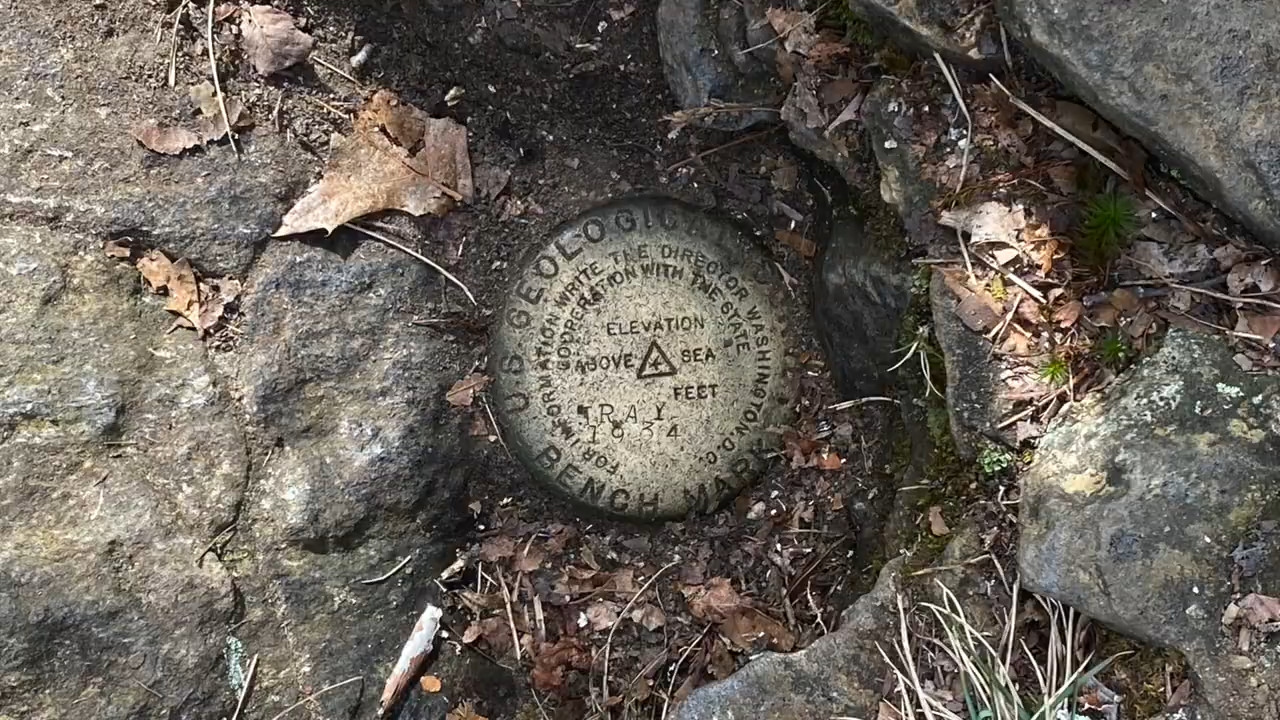 U.S. GEOLOGICAL
BENCH MARK
FOR INFORMATION WRITE THE DIRECTOR WASHINGTON D.C.
COOPERATION WITH THE STATE
ELEVATION
ABOVE SEA
FEET
TRAY
1934